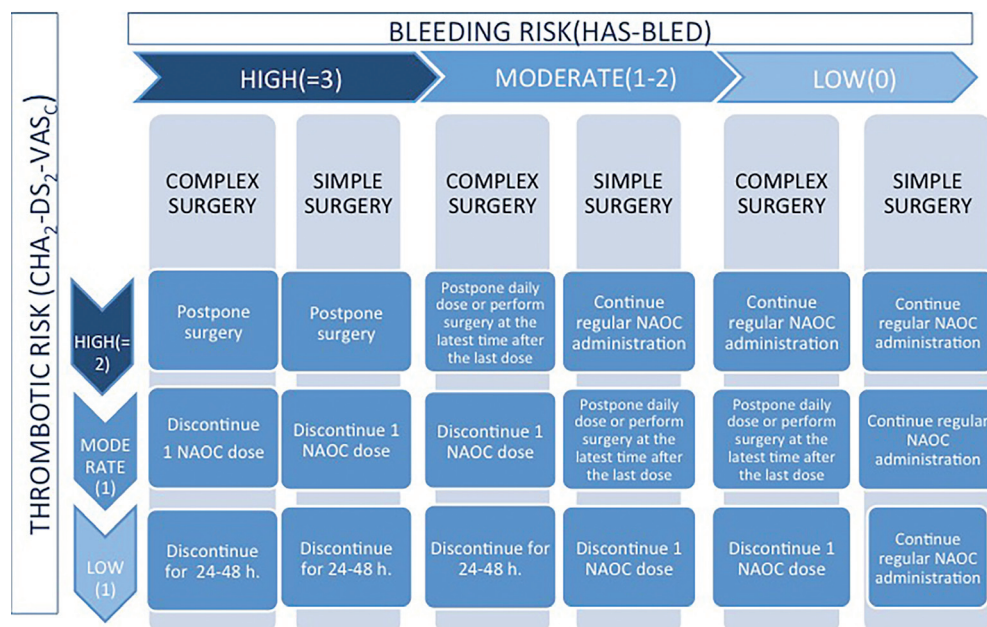 BLEEDING RISK(HAS-BLED)
HIGH(=3)
MODERATE(1-2)
LOW(0)
THROMBOTIC RISK (CHA2-DS2-VASC)
COMPLEX
SURGERY
SIMPLE
SURGERY
COMPLEX
SURGERY
SIMPLE
SURGERY
COMPLEX
SURGERY
SIMPLE
SURGERY
HIGH(=
2)
Postpone
surgery
Postpone
surgery
Postpone daily
dose or perform
surgery at the
latest time after
the last dose
Continue
regular NAOC
administration
Continue
regular NAOC
administration
Continue
regular NAOC
administration
MODE
RATE
(1)
Discontinue
1 NAOC dose
Discontinue 1
NAOC dose
Discontinue 1
NAOC dose
Postpone daily
dose or perform
surgery at the
latest time after
the last dose
Postpone daily
dose or perform
surgery at the
latest time after
the last dose
Continue regular
NAOC
administration
LOW
(1)
Discontinue
for 24-48 h.
Discontinue
for 24-48 h.
Discontinue for
24-48 h.
Discontinue 1
NAOC dose
Discontinue 1
NAOC dose
Continue
regular NAOC
administration